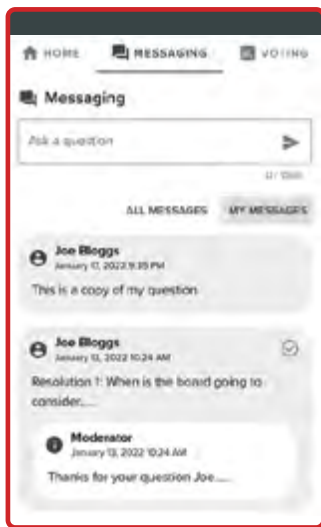 HOME MESSAGING VOTING
Messaging
Ask a question
ALL MESSAGES MY MESSAGES
Joe Bloggs
January 17, 2022 9:35 PM
This is a copy of my question
Joe Bloggs
January 13, 2022 10:24 AM
Resolution 1: When is the board going to
consider.....
Moderator
January 13, 2022 10:24 AM
Thanks for your question Joe.....